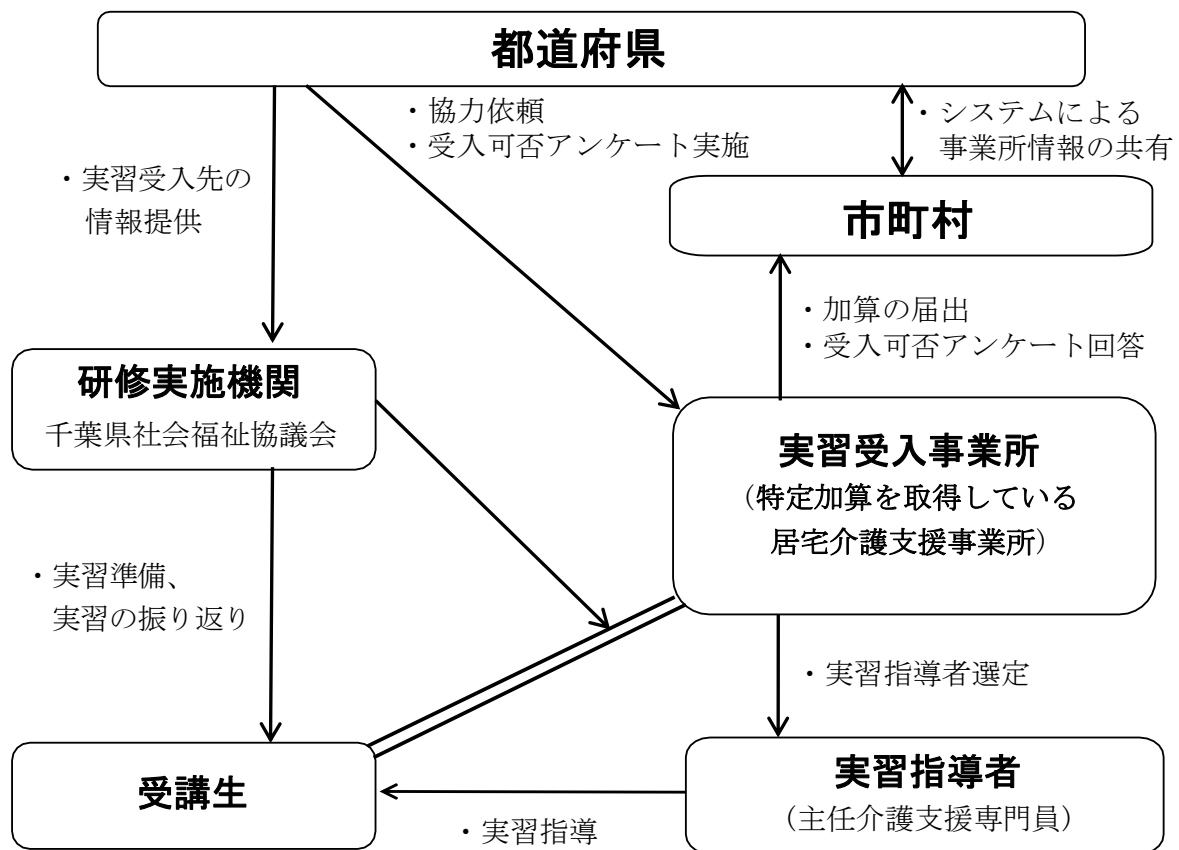 都道府県
・協力依頼
・受入可否アンケート実施
・システムによる
事業所情報の共有
・実習受入先の
情報提供
市町村
・加算の届出
・受入可否アンケート回答
研修実施機関
千葉県社会福祉協議会
実習受入事業所
（特定加算を取得している
居宅介護支援事業所）
・実習準備、
実習の振り返り
・実習指導者選定
受講生
実習指導者
（主任介護支援専門員）
・実習指導